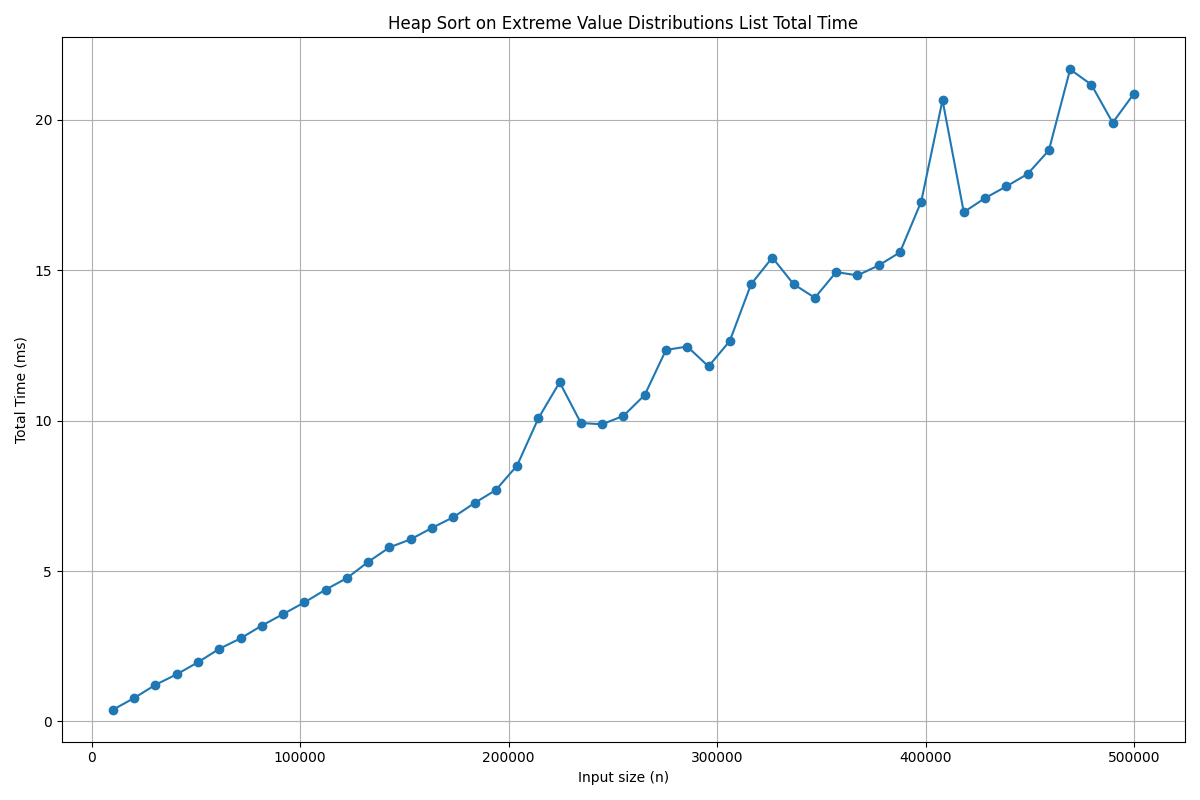 Heap Sort on Extreme Value Distributions List Total Time
20
15
10
5
0
Total Time (ms)
0 100000 200000 300000 400000 500000
Input size (n)